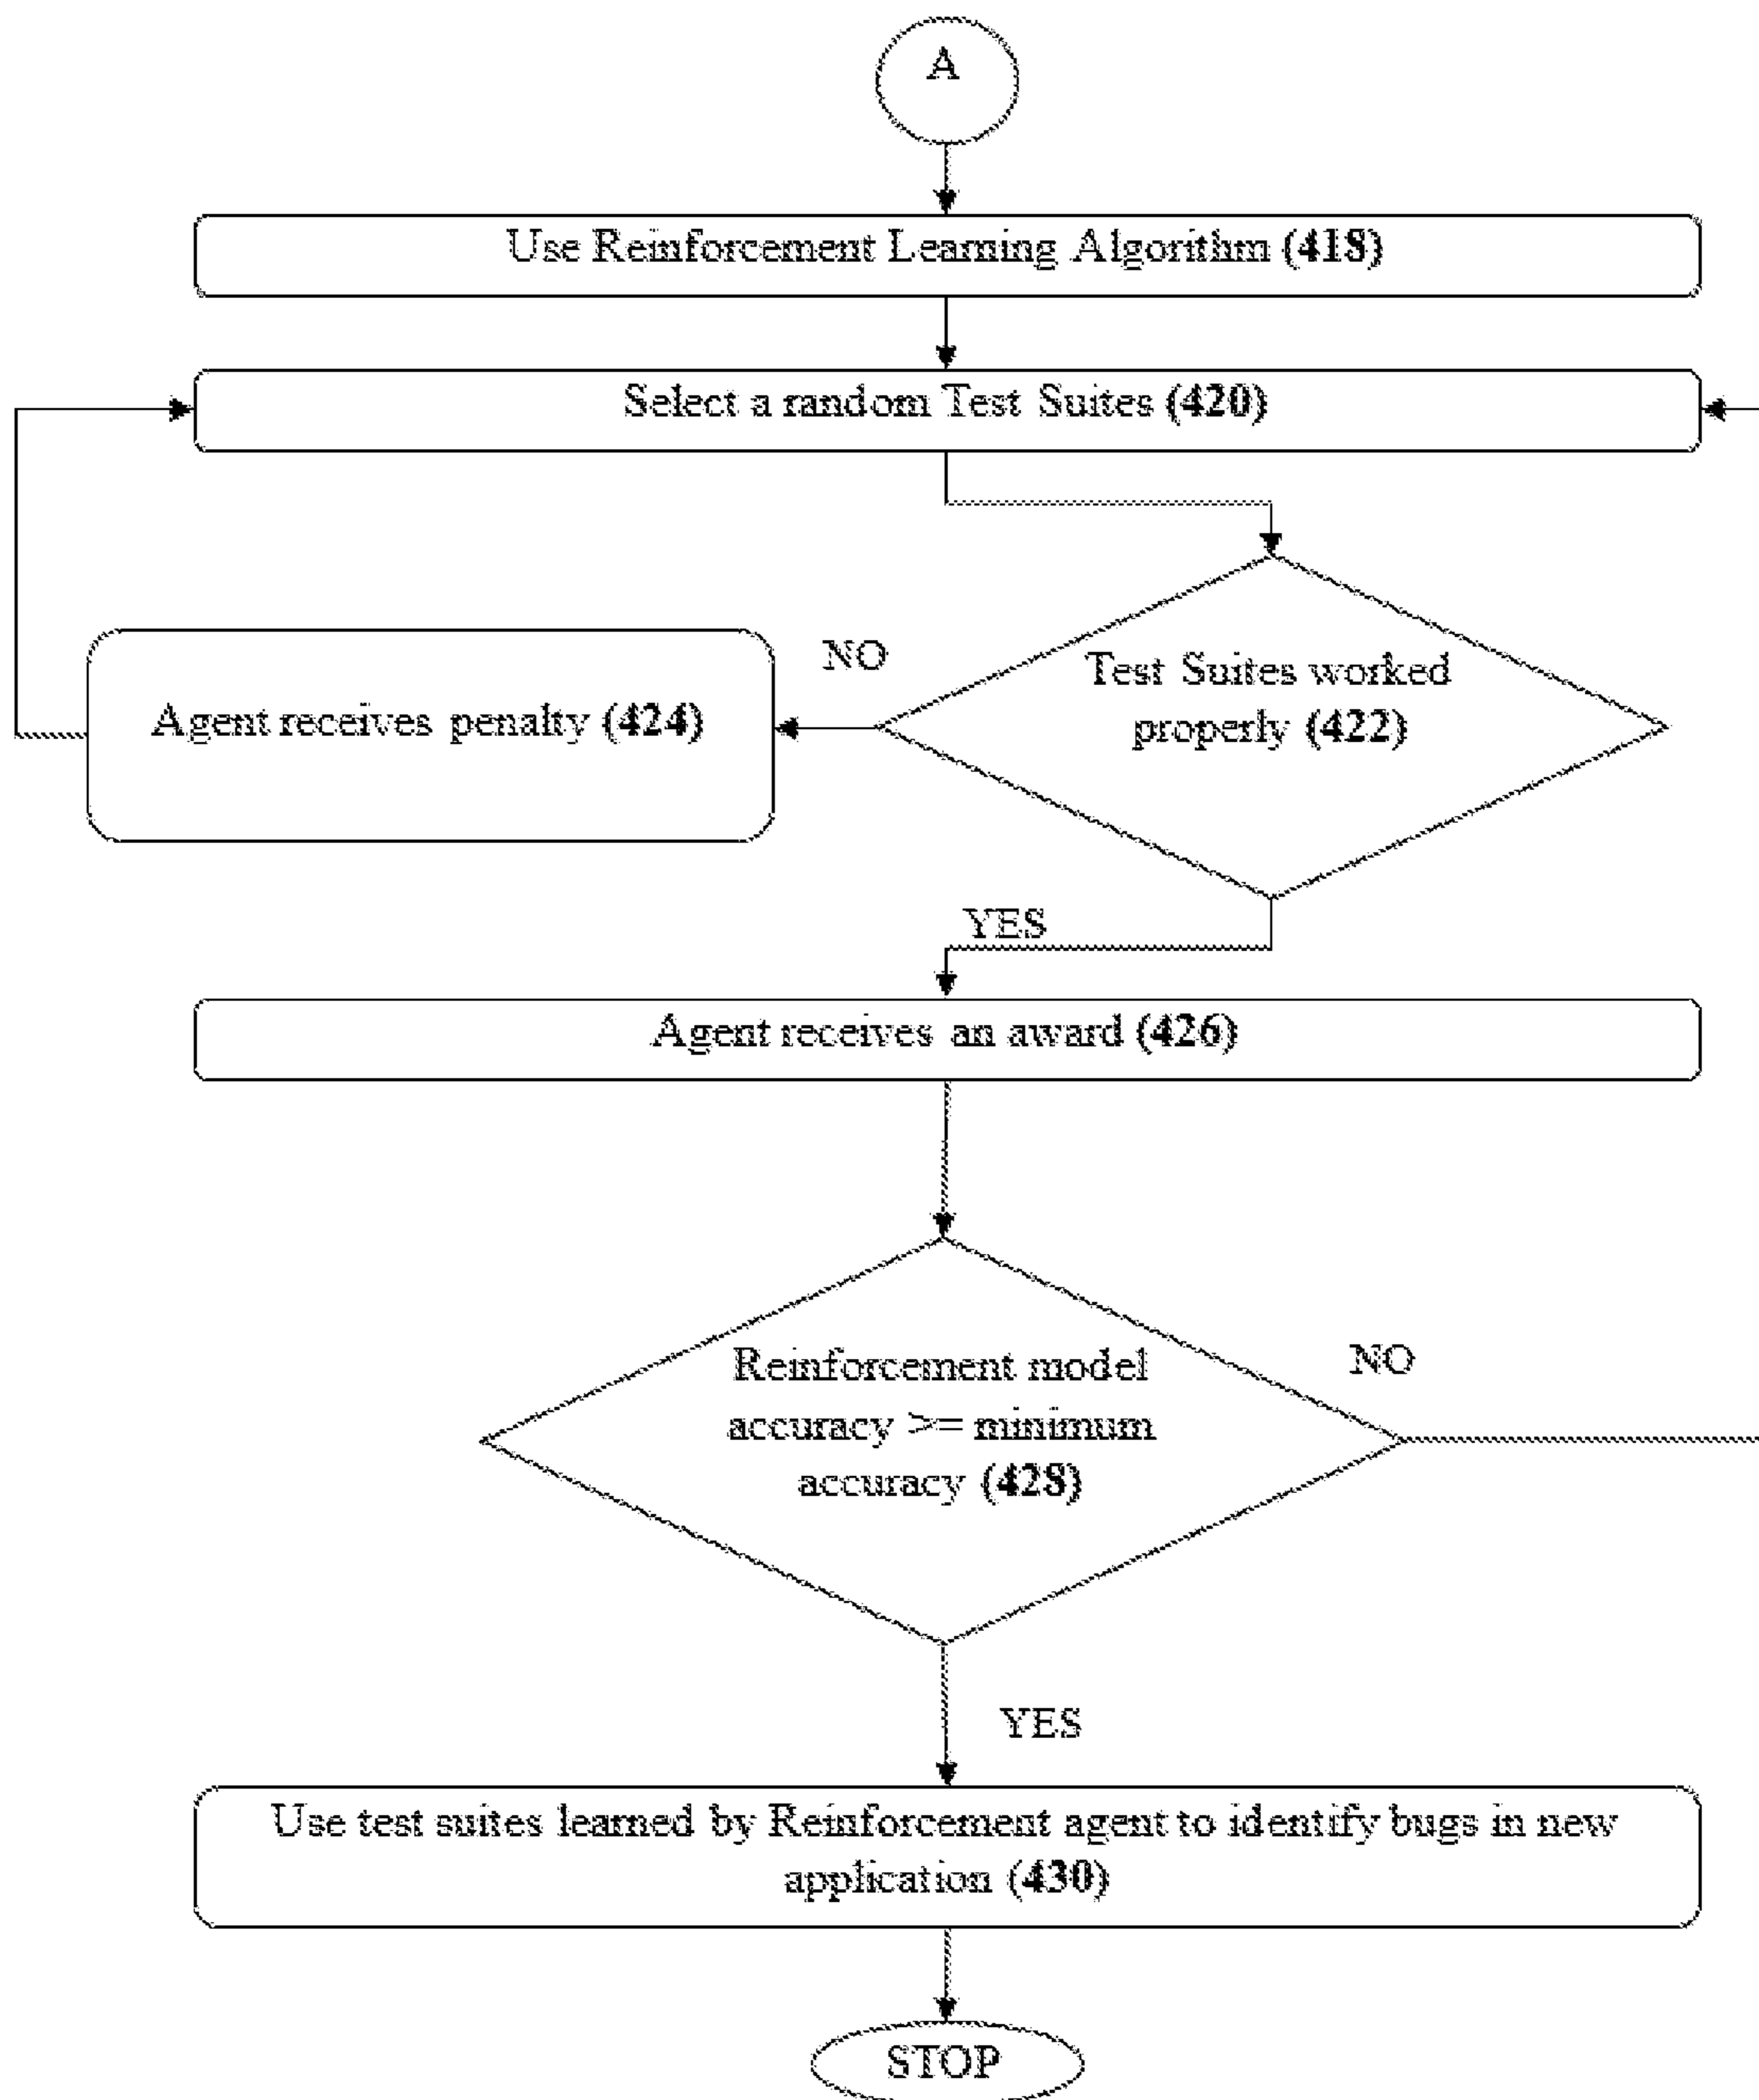 A
Use Reinforcement Learning Algorithm (418)
Select a random Test Suites (420)
NO
Test Suites worked
properly (422)
Agent receives penalty (424)
YES
Agent receives an award (426)
Reinforcement model
accuracy >= minimum
accuracy (428)
NO
YES
Use test suites learned by Reinforcement agent to identify bugs in new
application (430)
STOP